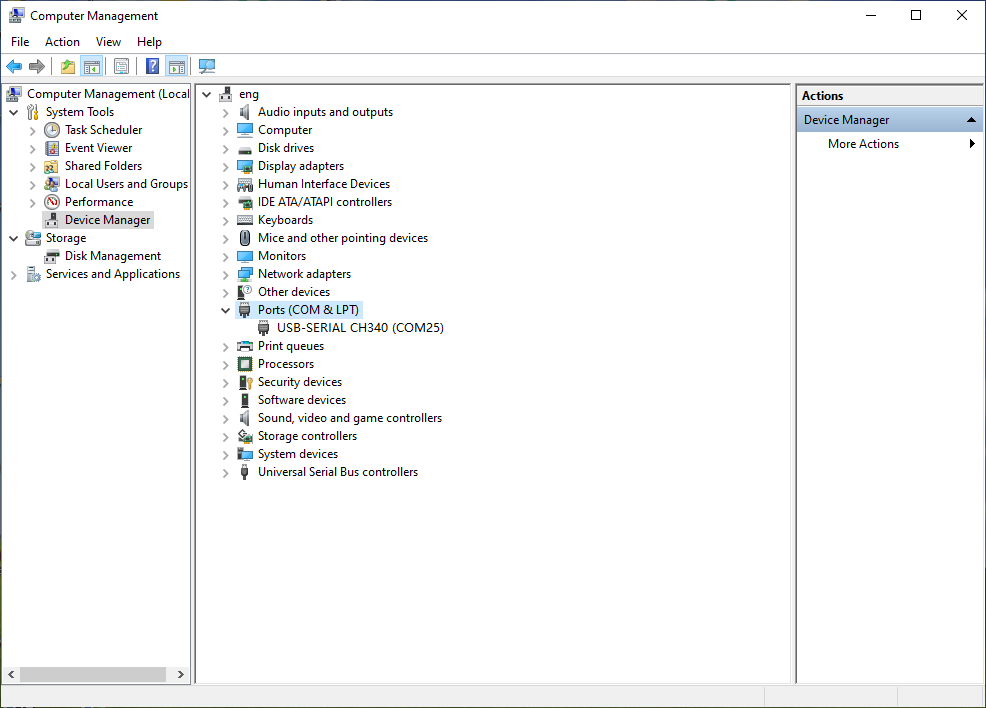 Computer Management
File Action View Help
Computer Management (Local
System Tools
Task Scheduler
Event Viewer
Shared Folders
Local Users and Groups
Performance
Device Manager
Storage
Disk Management
Services and Applications
eng
Audio inputs and outputs
Computer
Disk drives
Display adapters
Human Interface Devices
IDE ATA/ATAPI controllers
Keyboards
Mice and other pointing devices
Monitors
Network adapters
Other devices
Ports (COM & LPT)
USB-SERIAL CH340 (COM25)
Print queues
Processors
Security devices
Software devices
Sound, video and game controllers
Storage controllers
System devices
Universal Serial Bus controllers
Actions
Device Manager
More Actions